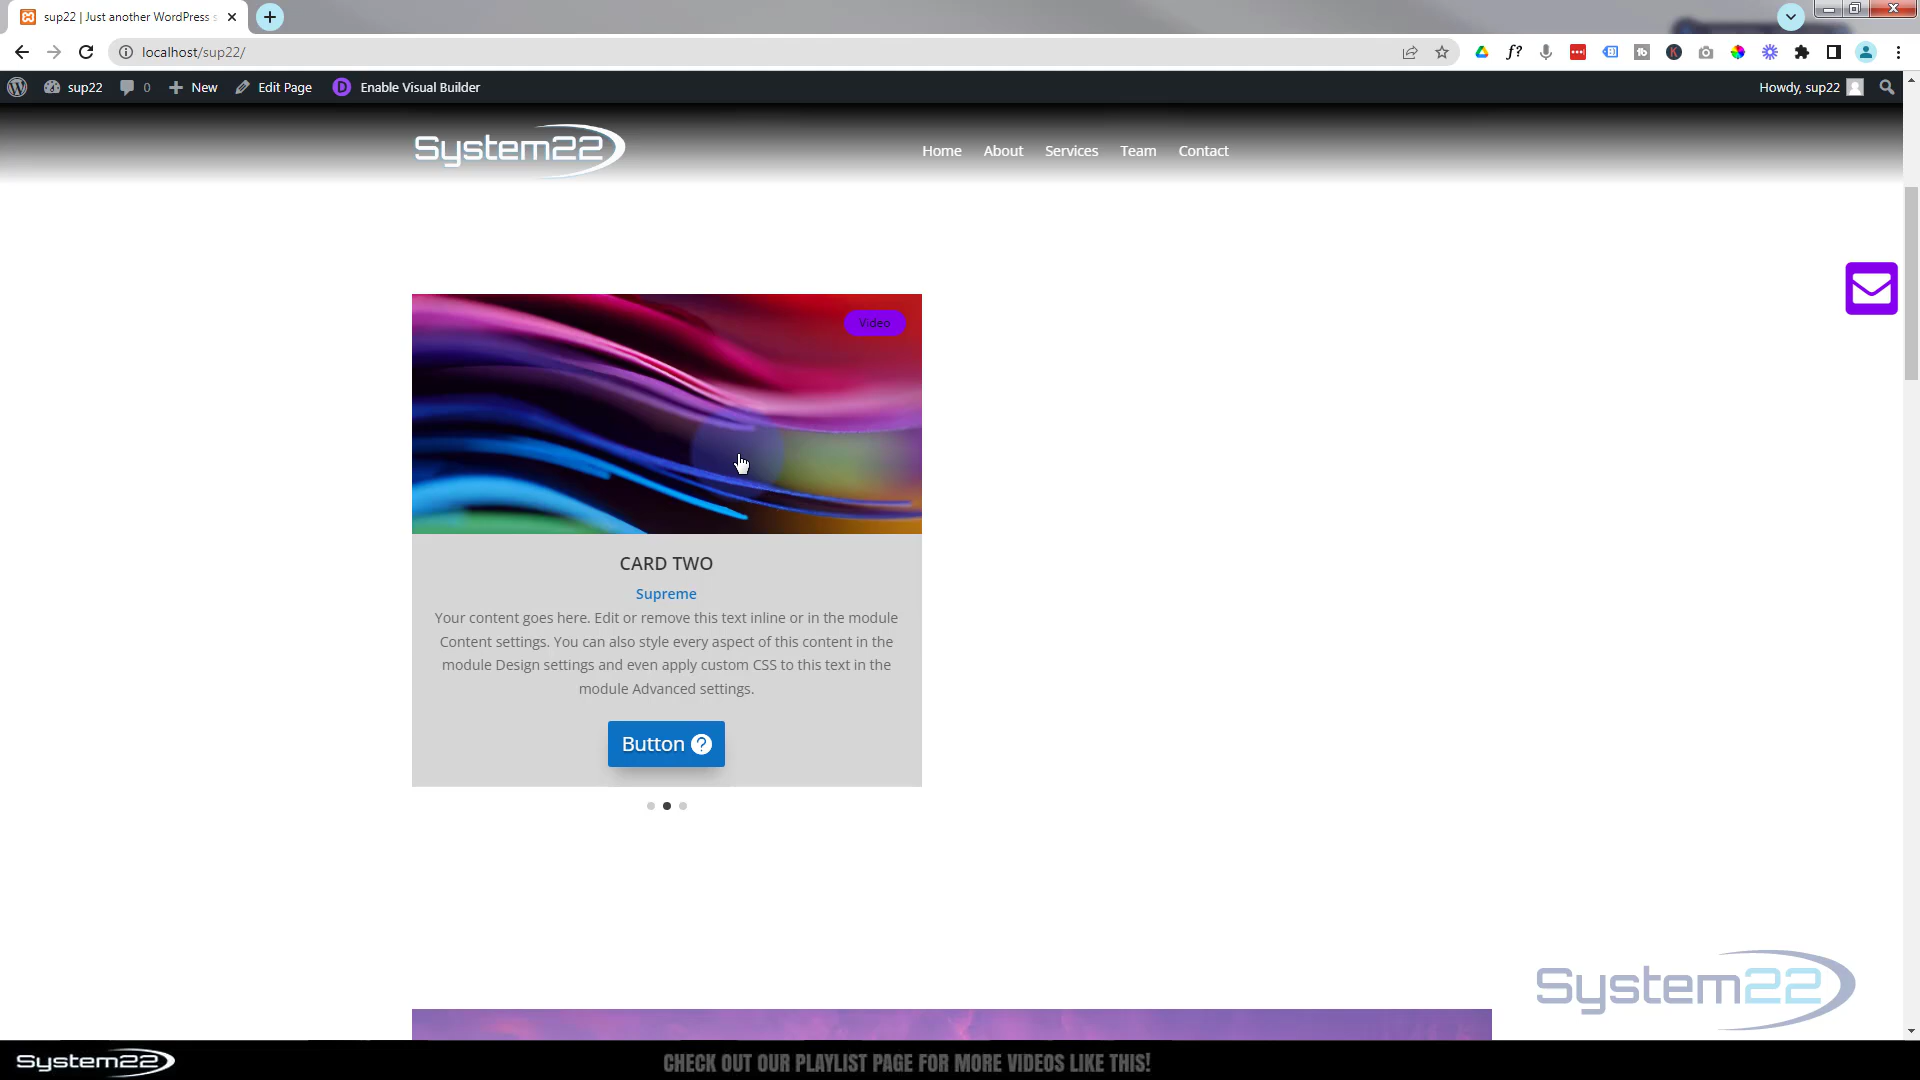 sup22 | Just another WordPress s
localhost/sup22/
sup22
0
New
Edit Page
Enable Visual Builder
Howdy, sup22
System22
Home
About
Services
Team
Contact
Video
CARD TWO
Supreme
Your content goes here. Edit or remove this text inline or in the module
Content settings. You can also style every aspect of this content in the
module Design settings and even apply custom CSS to this text in the
module Advanced settings.
Button
System22
System22
CHECK OUT OUR PLAYLIST PAGE FOR MORE VIDEOS LIKE THIS!